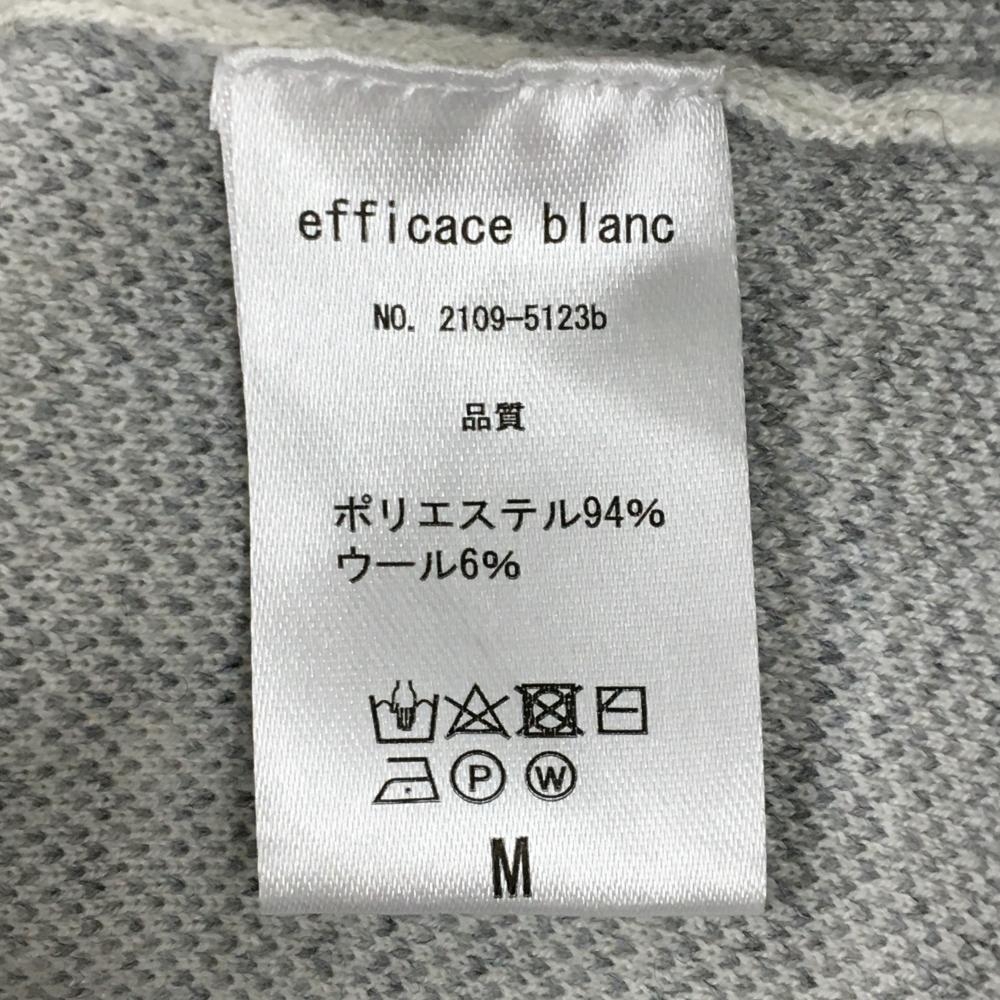 efficace blanc
NO. 2109-5123b
品質
ポリエステル94%
ウール6%
P W
M